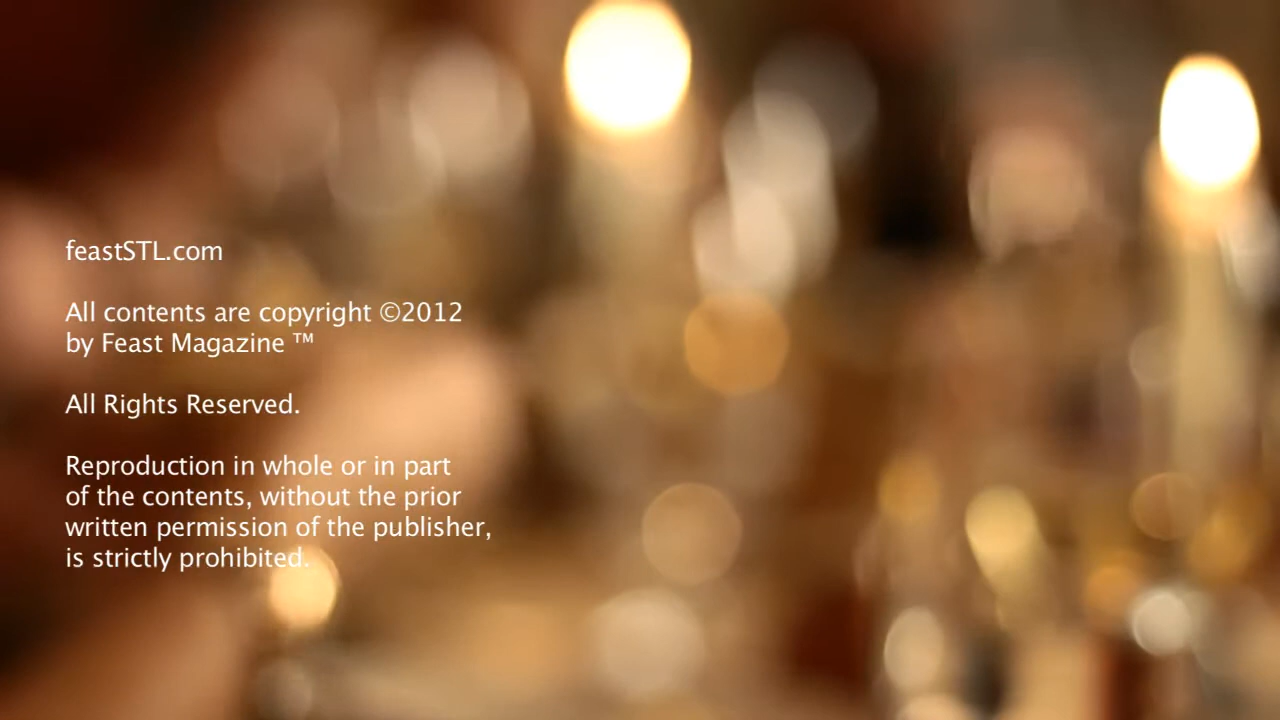 feastSTL.com
All contents are copyright ©2012
by Feast Magazine ™
All Rights Reserved.
Reproduction in whole or in part
of the contents, without the prior
written permission of the publisher,
is strictly prohibited.